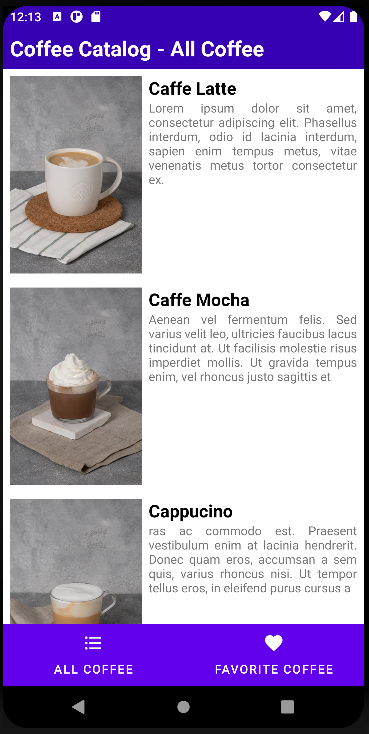 12:13
Coffee Catalog - All Coffee
Caffe Latte
Lorem ipsum dolor sit amet,
consectetur adipiscing elit. Phasellus
interdum, odio id lacinia interdum,
sapien enim tempus metus, vitae
venenatis metus tortor consectetur
ex.
Caffe Mocha
Aenean vel fermentum felis. Sed
varius velit leo, ultricies faucibus lacus
tincidunt at. Ut facilisis molestie risus
imperdiet mollis. Ut gravida tempus
enim, vel rhoncus justo sagittis et
Cappucino
ras ac commodo est. Praesent
vestibulum enim at lacinia hendrerit.
Donec quam eros, accumsan a sem
quis, varius rhoncus nisi. Ut tempor
tellus eros, in eleifend purus cursus a
ALL COFFEE
FAVORITE COFFEE